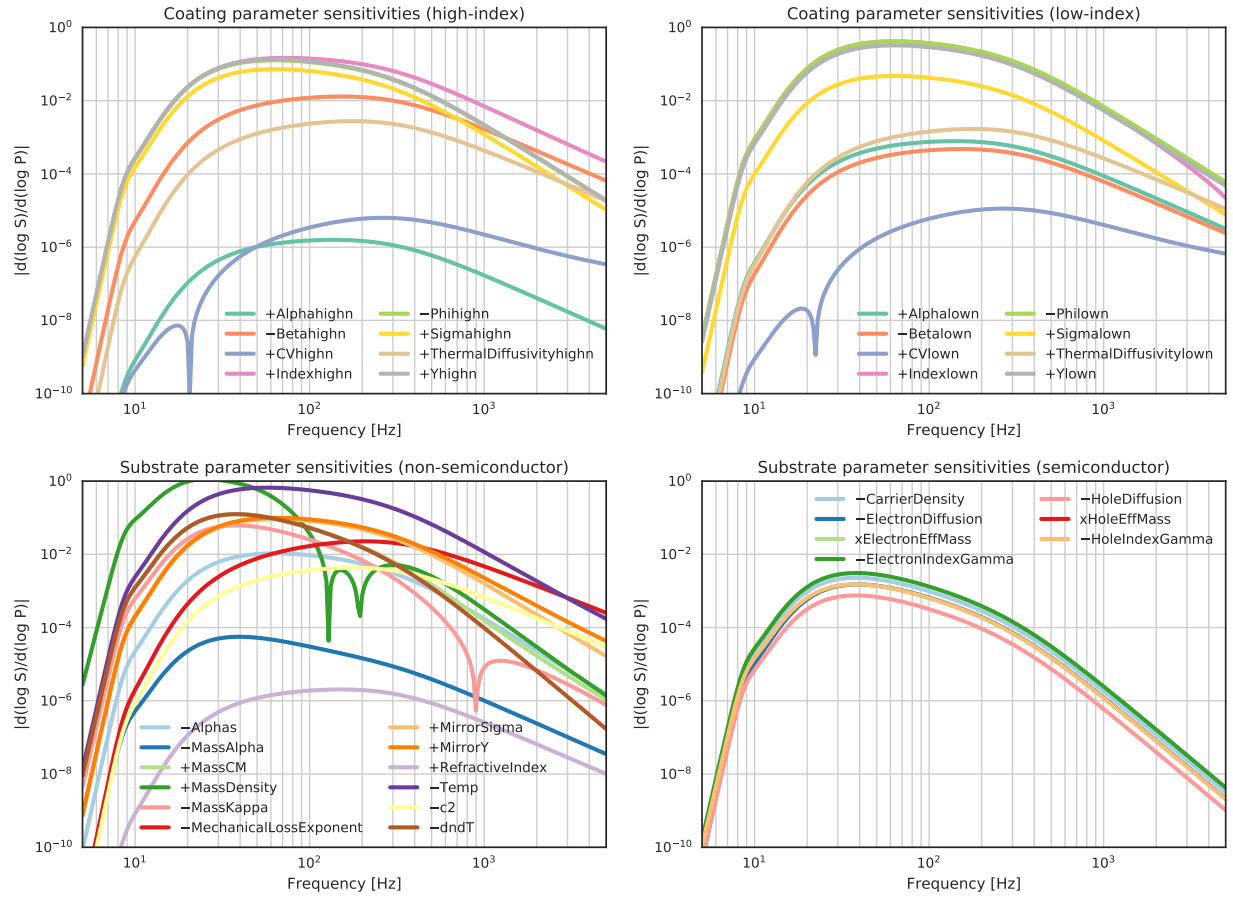 Coating parameter sensitivities (high-index)
|d(log S)/d(log P)|
10^0
10^−2
10^−4
10^−6
10^−8
10^−10
+Alphahighn
−Betahighn
+CVhighn
+Indexhighn
−Phihighn
+Sigmahighn
+ThermalDiffusivityhighn
+Yhighn
10^1
10^2
10^3
Frequency [Hz]
Coating parameter sensitivities (low-index)
|d(log S)/d(log P)|
10^0
10^−2
10^−4
10^−6
10^−8
10^−10
+Alphalown
−Betalown
+CVlown
+Indexlown
−Philown
+Sigmalown
+ThermalDiffusivitylown
+Ylown
10^1
10^2
10^3
Frequency [Hz]
Substrate parameter sensitivities (non-semiconductor)
|d(log S)/d(log P)|
10^0
10^−2
10^−4
10^−6
10^−8
10^−10
−Alphas
−MassAlpha
+MassCM
+MassDensity
−MassKappa
−MechanicalLossExponent
+MirrorSigma
+MirrorY
+RefractiveIndex
−Temp
−c2
−dndT
10^1
10^2
10^3
Frequency [Hz]
Substrate parameter sensitivities (semiconductor)
|d(log S)/d(log P)|
10^0
10^−2
10^−4
10^−6
10^−8
10^−10
−CarrierDensity
−ElectronDiffusion
xElectronEffMass
−ElectronIndexGamma
−HoleDiffusion
xHoleEffMass
−HoleIndexGamma
10^1
10^2
10^3
Frequency [Hz]